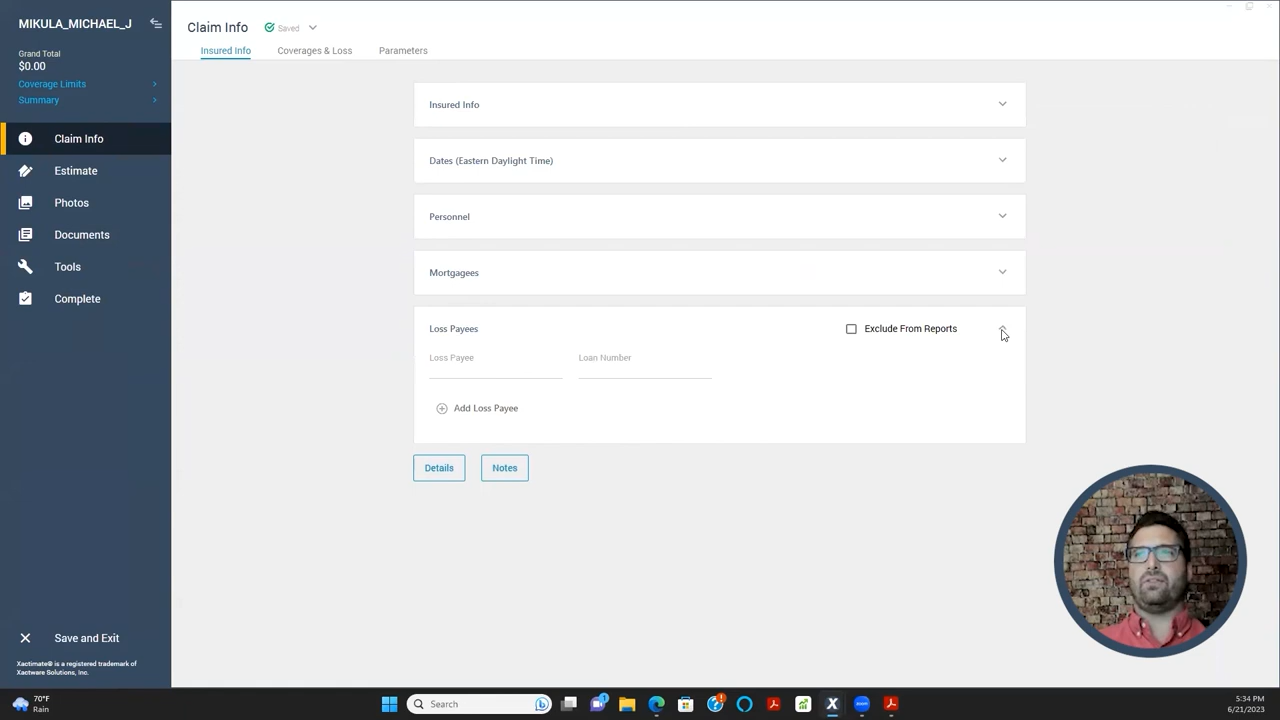 MIKULA_MICHAEL_J
Grand Total
$0.00
Coverage Limits
Summary
Claim Info
Estimate
Photos
Documents
Tools
Complete
Save and Exit
Xactimate® is a registered trademark of
Xactware Solutions, Inc.
Claim Info
Saved
Insured Info
Coverages & Loss
Parameters
Insured Info
Dates (Eastern Daylight Time)
Personnel
Mortgagees
Loss Payees
Exclude From Reports
Loss Payee
Loan Number
Add Loss Payee
Details
Notes
70°F
Rain
Search
5:34 PM
6/21/2023